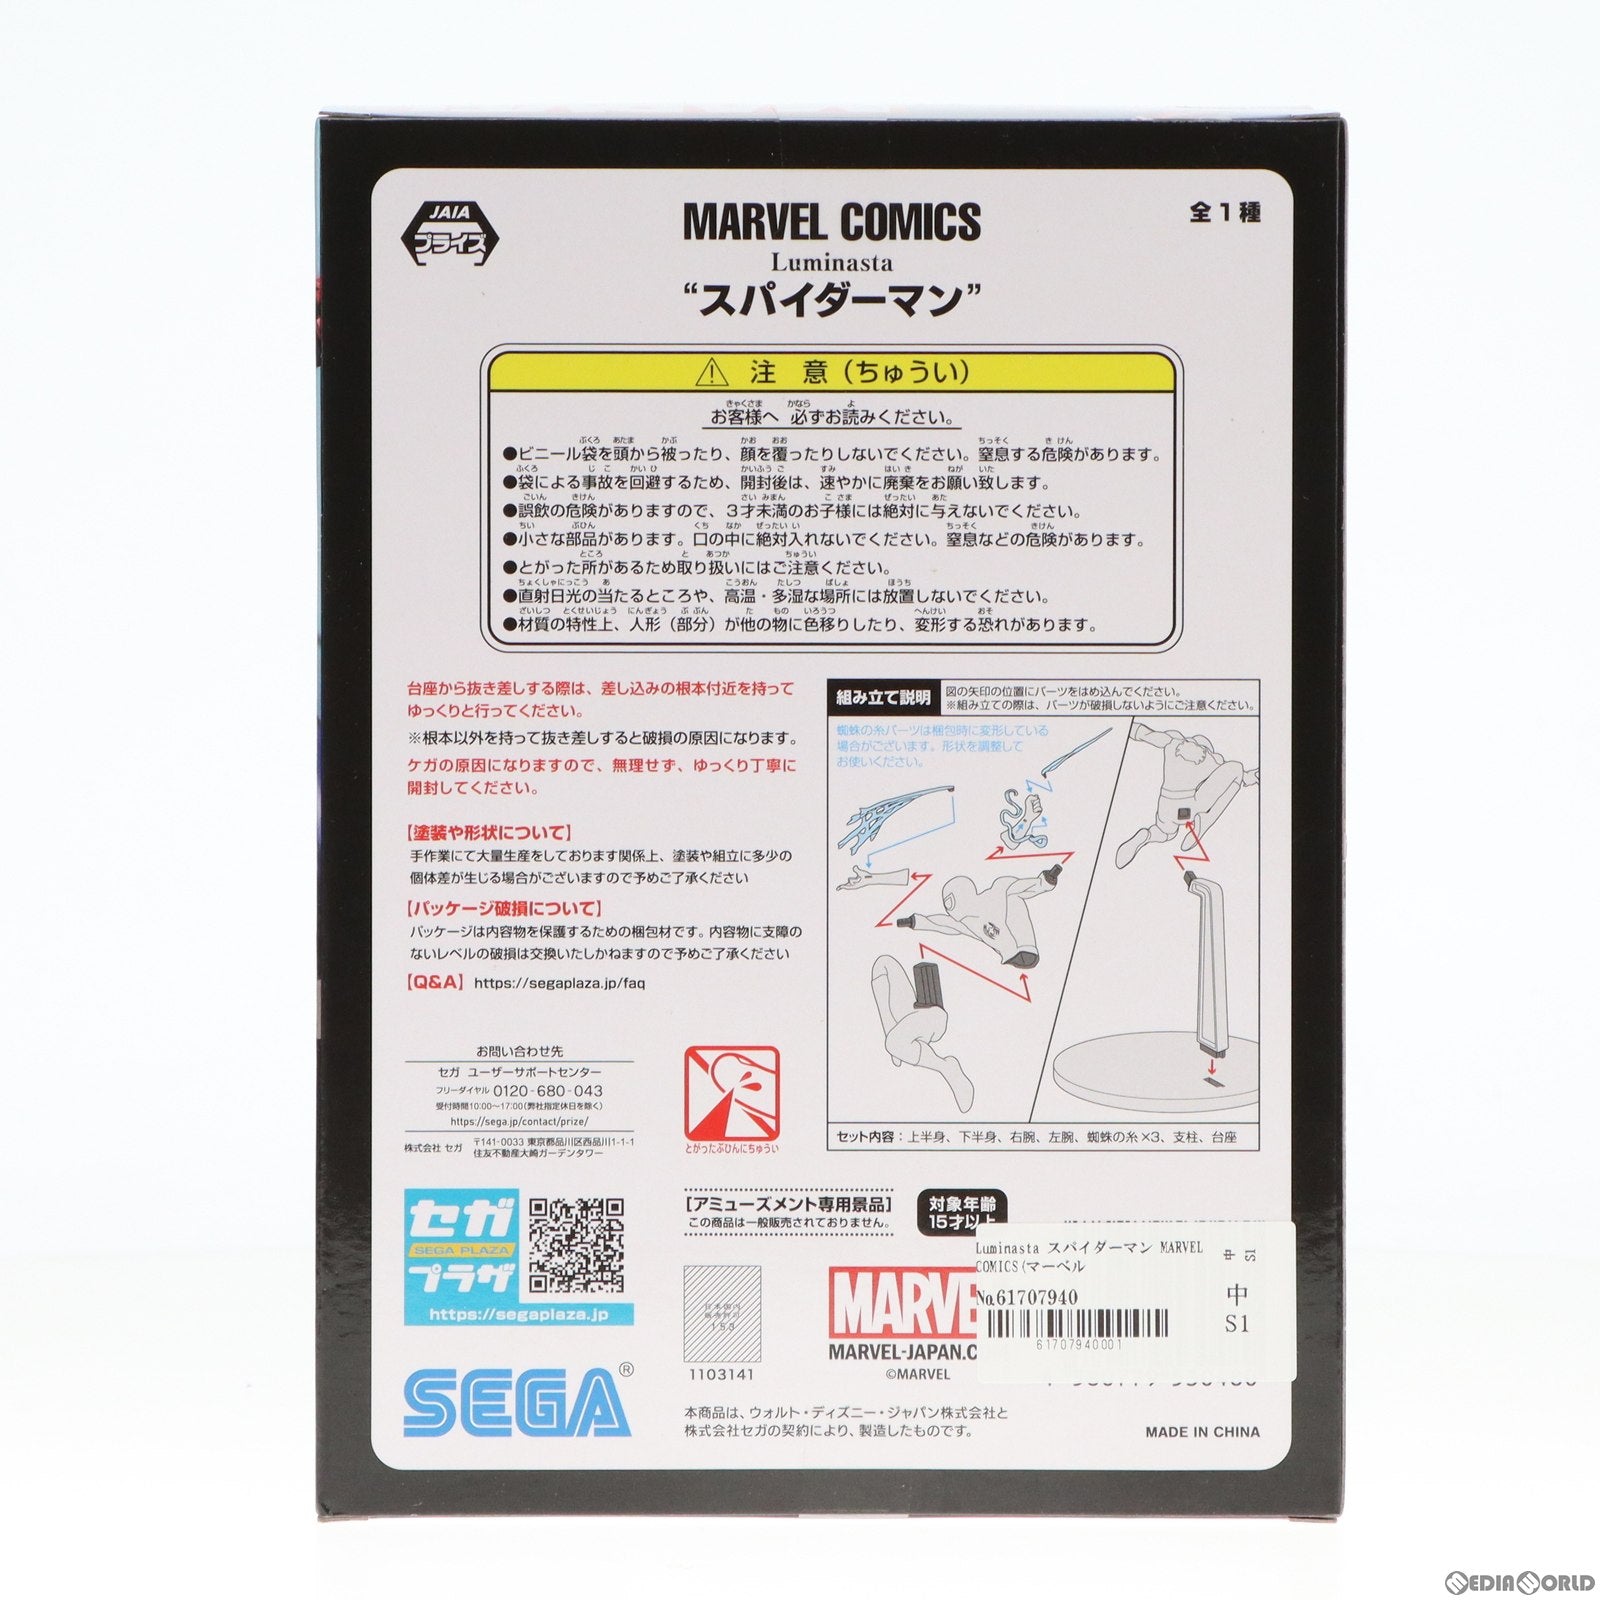 JAIA
プライズ
MARVEL COMICS
Luminasta
“スパイダーマン”
全1種
注 意（ちゅうい）
お客様へ 必ずお読みください。
●ビニール袋を頭から被ったり、顔を覆ったりしないでください。窒息する危険があります。
●袋による事故を回避するため、開封後は、速やかに廃棄をお願い致します。
●誤飲の危険がありますので、3才未満のお子様には絶対に与えないでください。
●小さな部品があります。口の中に絶対入れないでください。窒息などの危険があります。
●とがった所があるため取り扱いにはご注意ください。
●直射日光の当たるところや、高温・多湿な場所には放置しないでください。
●材質の特性上、人形（部分）が他の物に色移りしたり、変形する恐れがあります。
台座から抜き差しする際は、差し込みの根本付近を持って
ゆっくりと行ってください。
※根本以外を持って抜き差しすると破損の原因になります。
ケガの原因になりますので、無理せず、ゆっくり丁寧に
開封してください。
【塗装や形状について】
手作業にて大量生産をしております関係上、塗装や組立に多少の
個体差が生じる場合がございますので予めご了承ください
【パッケージ破損について】
パッケージは内容物を保護するための梱包材です。内容物に支障の
ないレベルの破損は交換いたしかねますので予めご了承ください
【Q&A】 https://segaplaza.jp/faq
組み立て説明
図の矢印の位置にパーツをはめ込んでください。
※組み立ての際は、パーツが破損しないようにご注意ください。
蜘蛛の糸パーツは梱包時に変形している
場合がございます。形状を調整して
お使いください。
セット内容：上半身、下半身、右腕、左腕、蜘蛛の糸×3、支柱、台座
お問い合わせ先
セガ ユーザーサポートセンター
フリーダイヤル 0120-680-043
受付時間10:00～17:00(弊社指定休日を除く)
https://sega.jp/contact/prize/
株式会社 セガ 〒141-0033 東京都品川区西品川1-1-1
住友不動産大崎ガーデンタワー
とがったぶひんにちゅうい
セガ
SEGA PLAZA
プラザ
https://segaplaza.jp
SEGA®
［アミューズメント専用景品］
この商品は一般販売されておりません。
対象年齢
15才以上
日本国内
販売許可
153
1103141
MARVE
MARVEL-JAPAN.C
©MARVEL
本商品は、ウォルト・ディズニー・ジャパン株式会社と
株式会社セガの契約により、製造したものです。
MADE IN CHINA
Luminasta スパイダーマン MARVEL
COMICS(マーベル
№61707940
61707940001
中
S1
中
S1
MEDIAWORLD